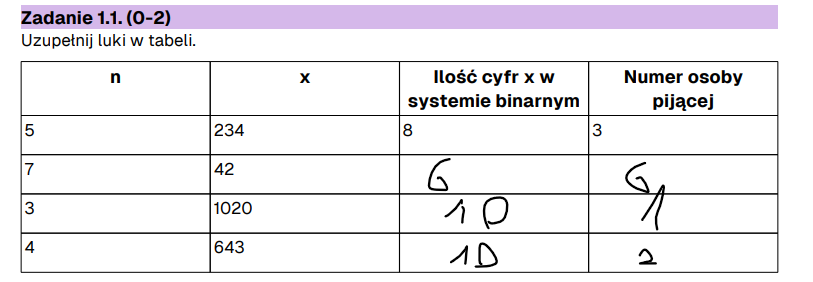 Zadanie 1.1. (0-2)
Uzupełnij luki w tabeli.
n x Ilość cyfr x w systemie binarnym Numer osoby pijącej
5 234 8 3
7 42 6 6
3 1020 10 1
4 643 10 2